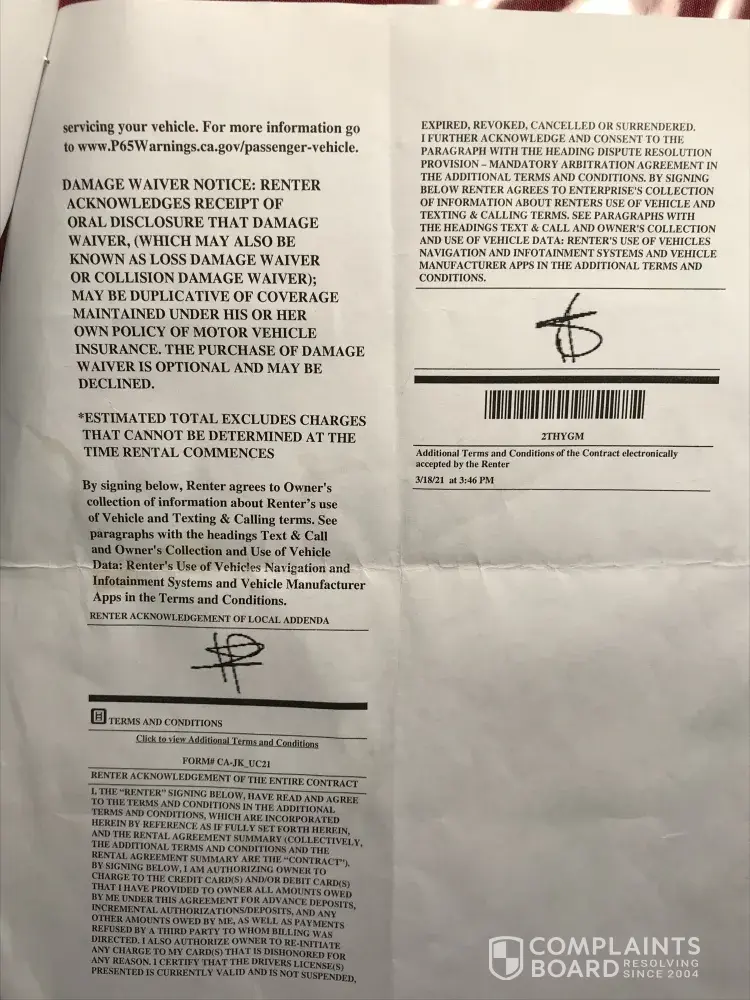 servicing your vehicle. For more information go
to www.P65Warnings.ca.gov/passenger-vehicle.
DAMAGE WAIVER NOTICE: RENTER
ACKNOWLEDGES RECEIPT OF
ORAL DISCLOSURE THAT DAMAGE
WAIVER, (WHICH MAY ALSO BE
KNOWN AS LOSS DAMAGE WAIVER
OR COLLISION DAMAGE WAIVER);
MAY BE DUPLICATIVE OF COVERAGE
MAINTAINED UNDER HIS OR HER
OWN POLICY OF MOTOR VEHICLE
INSURANCE. THE PURCHASE OF DAMAGE
WAIVER IS OPTIONAL AND MAY BE
DECLINED.
*ESTIMATED TOTAL EXCLUDES CHARGES
THAT CANNOT BE DETERMINED AT THE
TIME RENTAL COMMENCES
By signing below, Renter agrees to Owner's
collection of information about Renter's use
of Vehicle and Texting & Calling terms. See
paragraphs with the headings Text & Call
and Owner's Collection and Use of Vehicle
Data: Renter's Use of Vehicles Navigation and
Infotainment Systems and Vehicle Manufacturer
Apps in the Terms and Conditions.
RENTER ACKNOWLEDGEMENT OF LOCAL ADDENDA
TERMS AND CONDITIONS
Click to view Additional Terms and Conditions
FORM# CA-JK_UC21
RENTER ACKNOWLEDGEMENT OF THE ENTIRE CONTRACT
I, THE "RENTER" SIGNING BELOW, HAVE READ AND AGREE
TO THE TERMS AND CONDITIONS IN THE ADDITIONAL
TERMS AND CONDITIONS, WHICH ARE INCORPORATED
HEREIN BY REFERENCE AS IF FULLY SET FORTH HEREIN,
AND THE RENTAL AGREEMENT SUMMARY (COLLECTIVELY,
THE ADDITIONAL TERMS AND CONDITIONS AND THE
RENTAL AGREEMENT SUMMARY ARE THE "CONTRACT").
BY SIGNING BELOW, I AM AUTHORIZING OWNER TO
CHARGE TO THE CREDIT CARD(S) AND/OR DEBIT CARD(S)
THAT I HAVE PROVIDED TO OWNER ALL AMOUNTS OWED
BY ME UNDER THIS AGREEMENT FOR ADVANCE DEPOSITS,
INCREMENTAL AUTHORIZATIONS/DEPOSITS, AND ANY
OTHER AMOUNTS OWED BY ME, AS WELL AS PAYMENTS
REFUSED BY A THIRD PARTY TO WHOM BILLING WAS
DIRECTED. I ALSO AUTHORIZE OWNER TO RE-INITIATE
ANY CHARGE TO MY CARD(S) THAT IS DISHONORED FOR
ANY REASON. I CERTIFY THAT THE DRIVERS LICENSE(S)
PRESENTED IS CURRENTLY VALID AND IS NOT SUSPENDED,
EXPIRED, REVOKED, CANCELLED OR SURRENDERED.
I FURTHER ACKNOWLEDGE AND CONSENT TO THE
PARAGRAPH WITH THE HEADING DISPUTE RESOLUTION
PROVISION – MANDATORY ARBITRATION AGREEMENT IN
THE ADDITIONAL TERMS AND CONDITIONS. BY SIGNING
BELOW RENTER AGREES TO ENTERPRISE'S COLLECTION
OF INFORMATION ABOUT RENTERS USE OF VEHICLE AND
TEXTING & CALLING TERMS. SEE PARAGRAPHS WITH
THE HEADINGS TEXT & CALL AND OWNER'S COLLECTION
AND USE OF VEHICLE DATA: RENTER'S USE OF VEHICLES
NAVIGATION AND INFOTAINMENT SYSTEMS AND VEHICLE
MANUFACTURER APPS IN THE ADDITIONAL TERMS AND
CONDITIONS.
2THYGM
Additional Terms and Conditions of the Contract electronically
accepted by the Renter
3/18/21 at 3:46 PM
COMPLAINTS
BOARD RESOLVING
SINCE 2004